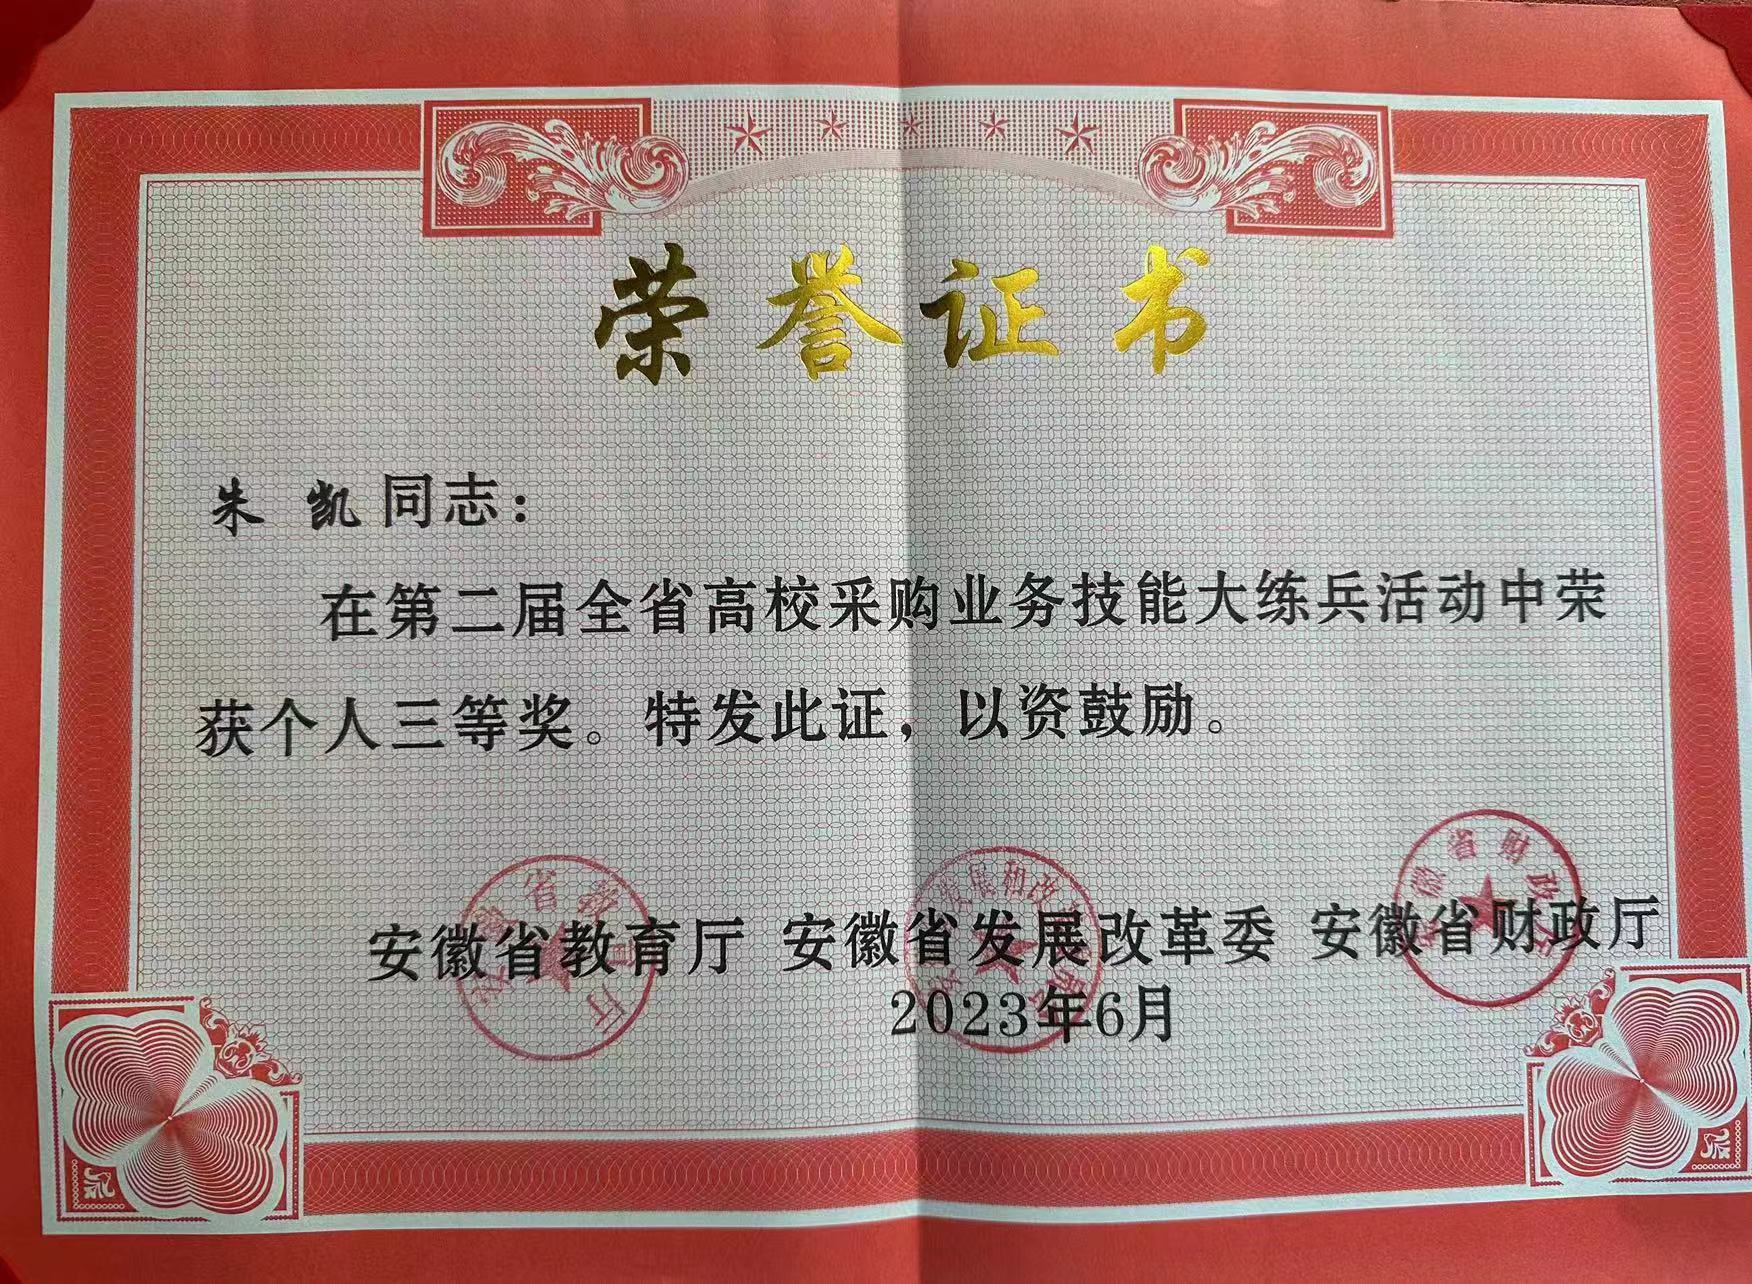 荣誉证书
朱 凯同志：
在第二届全省高校采购业务技能大练兵活动中荣
获个人三等奖。特发此证，以资鼓励。
安徽省教育厅 安徽省发展改革委 安徽省财政厅
2023年6月